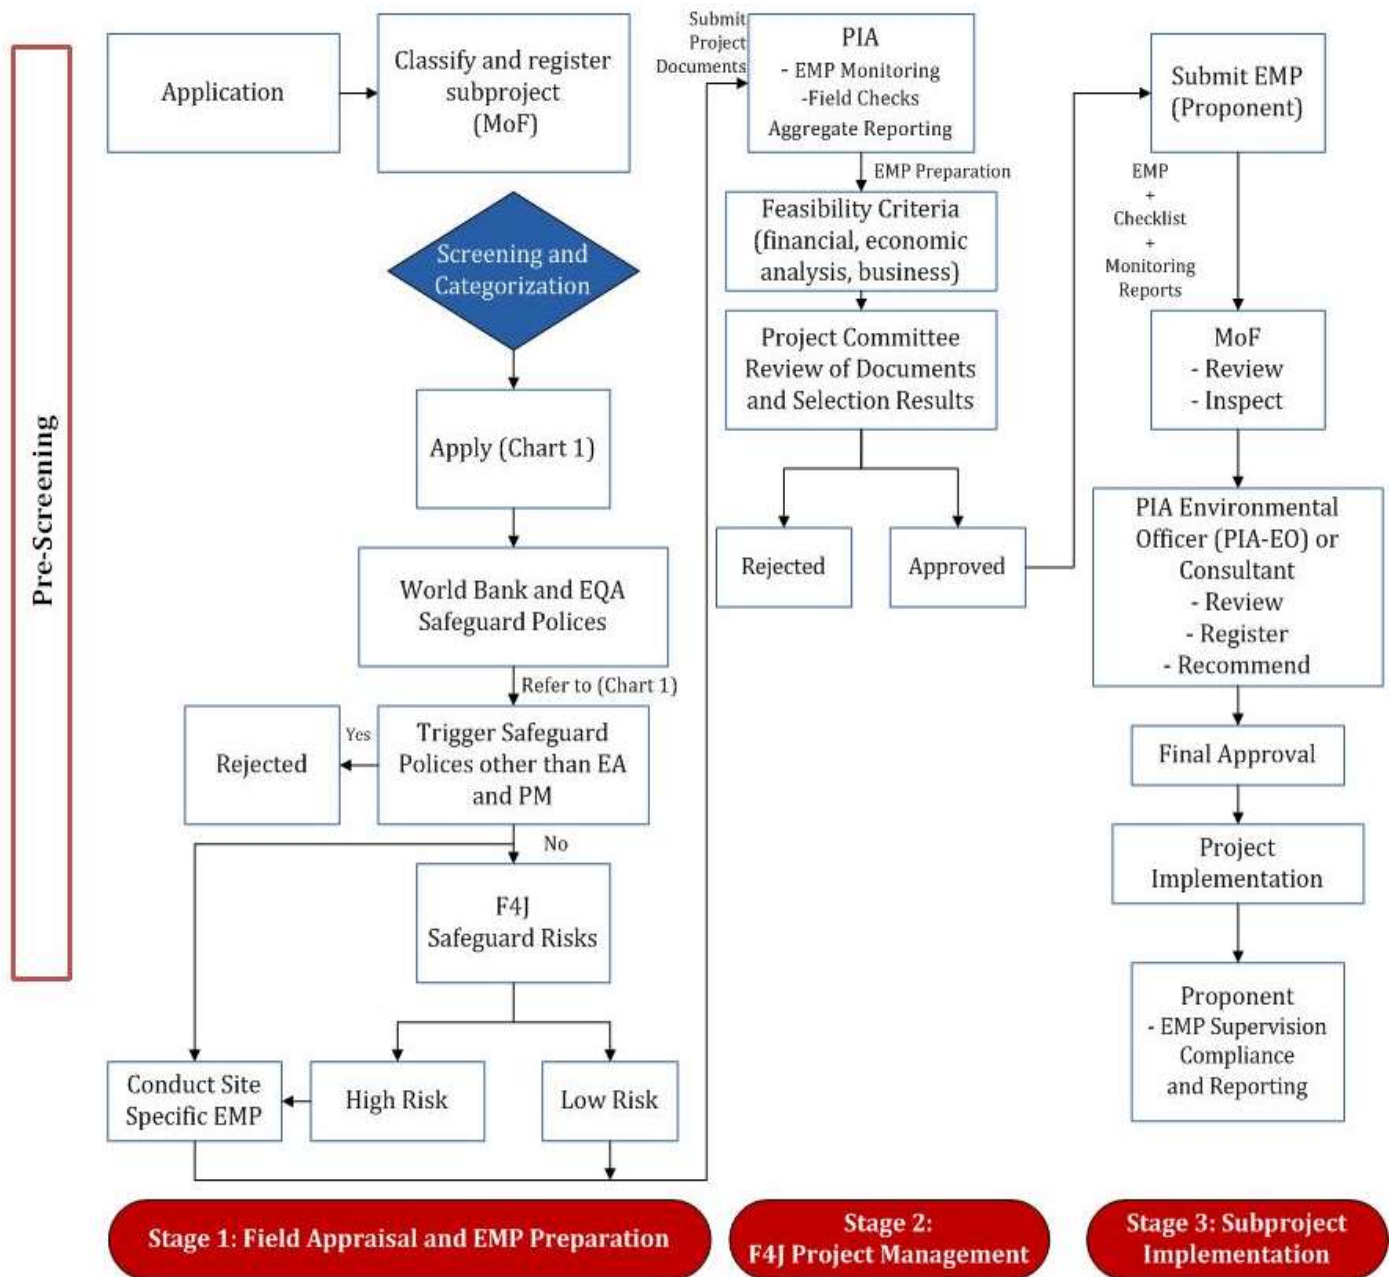 Pre-Screening
Application
Classify and register
subproject
(MoF)
Screening and
Categorization
Apply (Chart 1)
World Bank and EQA
Safeguard Polices
Refer to (Chart 1)
Trigger Safeguard
Polices other than EA
and PM
Yes
Rejected
No
F4J
Safeguard Risks
Conduct Site
Specific EMP
High Risk
Low Risk
Stage 1: Field Appraisal and EMP Preparation
Submit
Project
Documents
PIA
- EMP Monitoring
-Field Checks
Aggregate Reporting
EMP Preparation
Feasibility Criteria
(financial, economic
analysis, business)
Project Committee
Review of Documents
and Selection Results
Rejected
Approved
Stage 2:
F4J Project Management
Submit EMP
(Proponent)
EMP
+
Checklist
+
Monitoring
Reports
MoF
- Review
- Inspect
PIA Environmental
Officer (PIA-EO) or
Consultant
- Review
- Register
- Recommend
Final Approval
Project
Implementation
Proponent
- EMP Supervision
Compliance
and Reporting
Stage 3: Subproject
Implementation